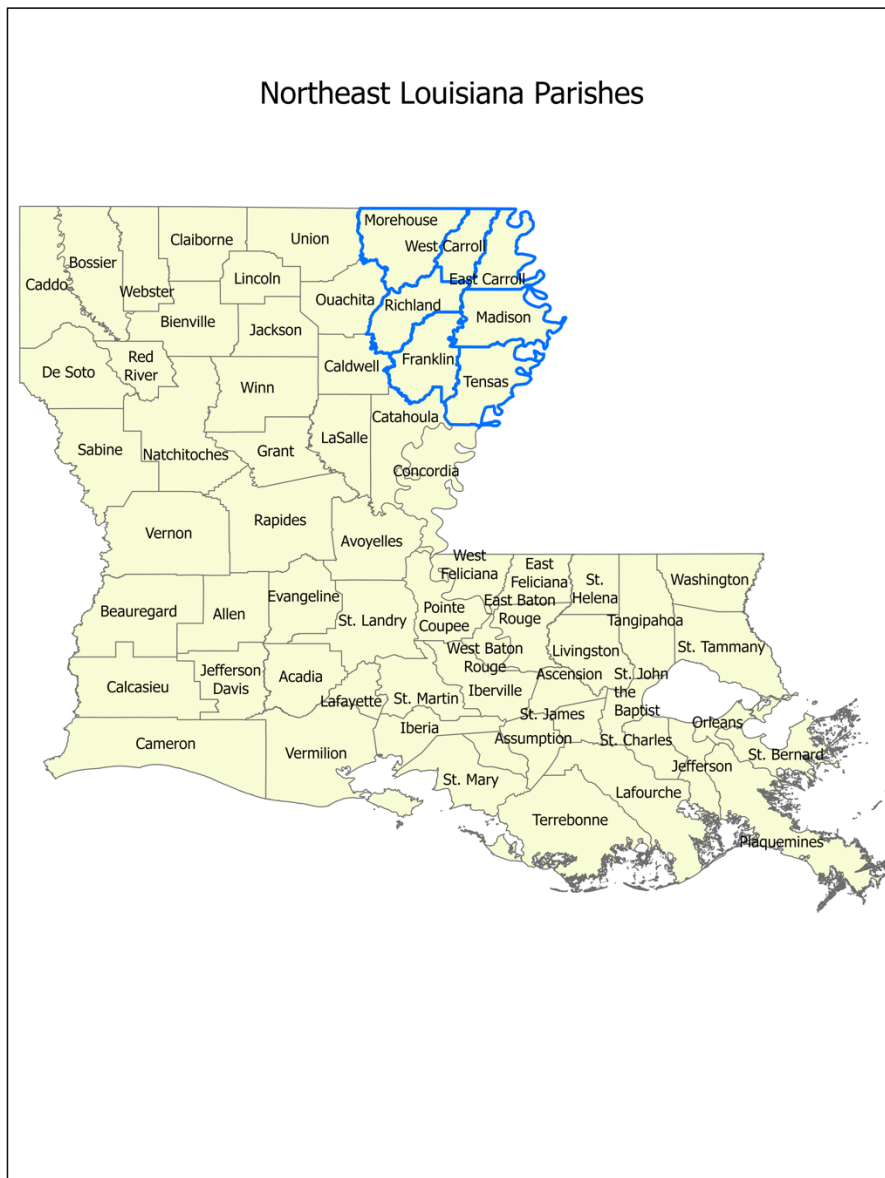 Northeast Louisiana Parishes
Morehouse
Claiborne
Union
West Carroll
Bossier
Caddo
Webster
Lincoln
East Carroll
Ouachita
Richland
Bienville
Jackson
Madison
Red
River
De Soto
Caldwell
Franklin
Winn
Tensas
Catahoula
LaSalle
Sabine
Natchitoches
Grant
Concordia
Vernon
Rapides
Avoyelles
West
Feliciana
East
Feliciana
St.
Helena
Washington
Beauregard
Allen
Evangeline
St. Landry
Pointe
Coupee
East Baton
Rouge
Tangipahoa
St. Tammany
West Baton
Rouge
Livingston
Calcasieu
Jefferson
Davis
Acadia
Lafayette
St. Martin
Iberville
Ascension
St. John
the
Baptist
Cameron
Vermilion
Iberia
St. James
Assumption
St. Charles
Orleans
St. Bernard
St. Mary
Jefferson
Lafourche
Terrebonne
Plaquemines